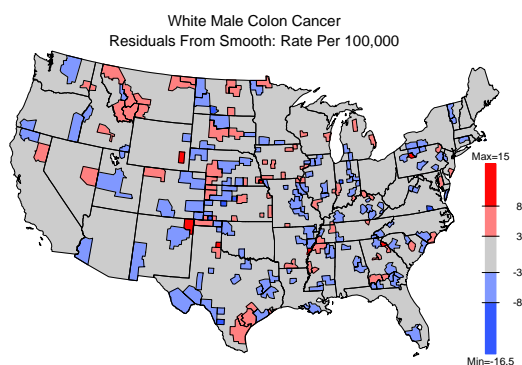 White Male Colon Cancer
Residuals From Smooth: Rate Per 100,000
Max=15
8
3
-3
-8
Min=-16.5